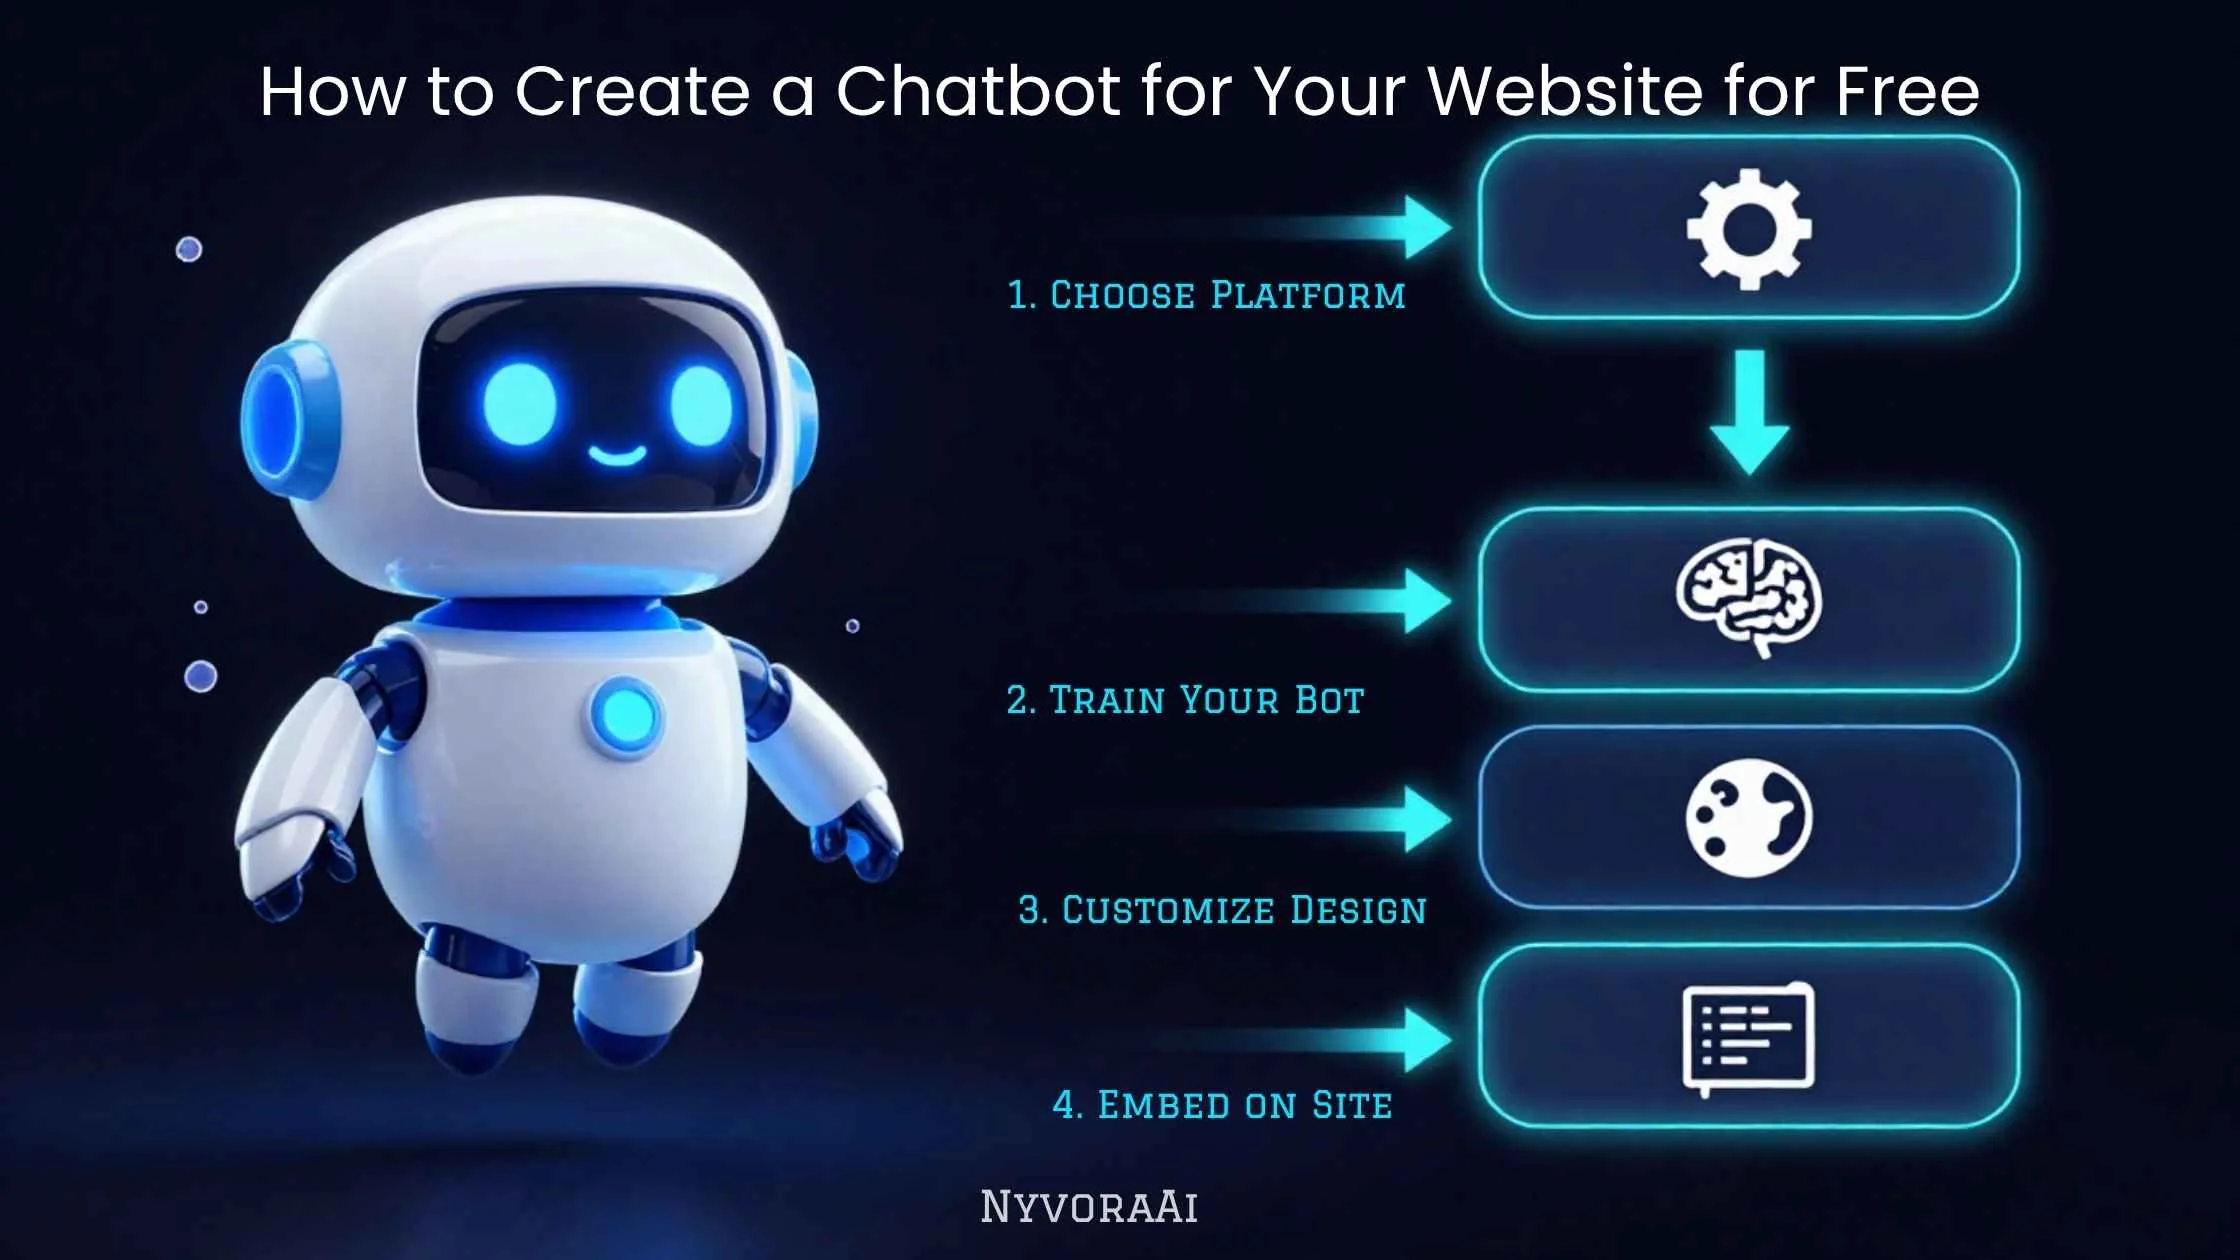 How to Create a Chatbot for Your Website for Free
1. Choose Platform
2. Train Your Bot
3. Customize Design
4. Embed on Site
NyvoraAi